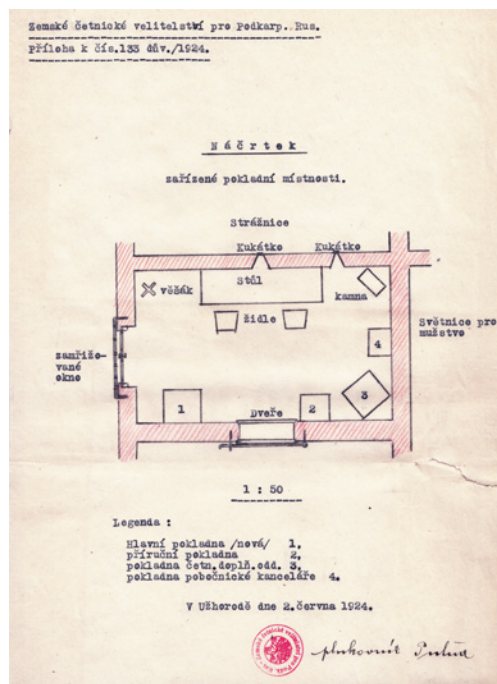 Zemské četnické velitelství pro Podkarp. Rus.
Příloha k čís.133 dův./1924.
Náčrtek
zařízené pokladní místnosti.
Strážnice
Kukátko Kukátko
věšák
Stůl
kamna
židle
Světnice pro
mužstvo
4
zamřížo-
vané
okno
1
Dveře
2
3
1 : 50
Legenda :
Hlavní pokladna /nová/ 1,
příruční pokladna 2,
pokladna četn.doplň.odd. 3,
pokladna pobočnické kanceláře 4.
V Užhorodě dne 2.června 1924.
plukovník